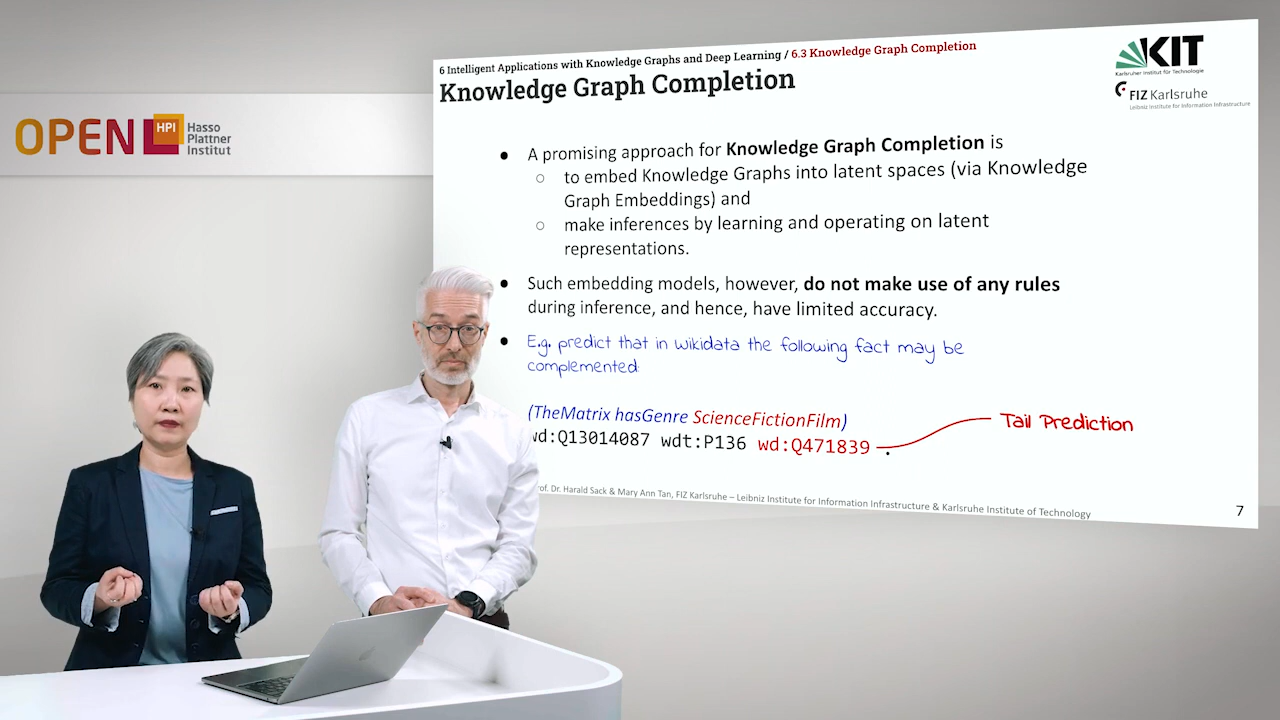 OPEN HPI Hasso
Plattner
Institut
6 Intelligent Applications with Knowledge Graphs and Deep Learning / 6.3 Knowledge Graph Completion
Knowledge Graph Completion
KIT
Karlsruher Institut für Technologie
FIZ Karlsruhe
Leibniz Institute for Information Infrastructure
● A promising approach for Knowledge Graph Completion is
○ to embed Knowledge Graphs into latent spaces (via Knowledge
Graph Embeddings) and
○ make inferences by learning and operating on latent
representations.
● Such embedding models, however, do not make use of any rules
during inference, and hence, have limited accuracy.
● E.g. predict that in wikidata the following fact may be
complemented:
(TheMatrix hasGenre ScienceFictionFilm)
wd:Q13014087 wdt:P136 wd:Q471839
Tail Prediction
Prof. Dr. Harald Sack & Mary Ann Tan, FIZ Karlsruhe – Leibniz Institute for Information Infrastructure & Karlsruhe Institute of Technology
7